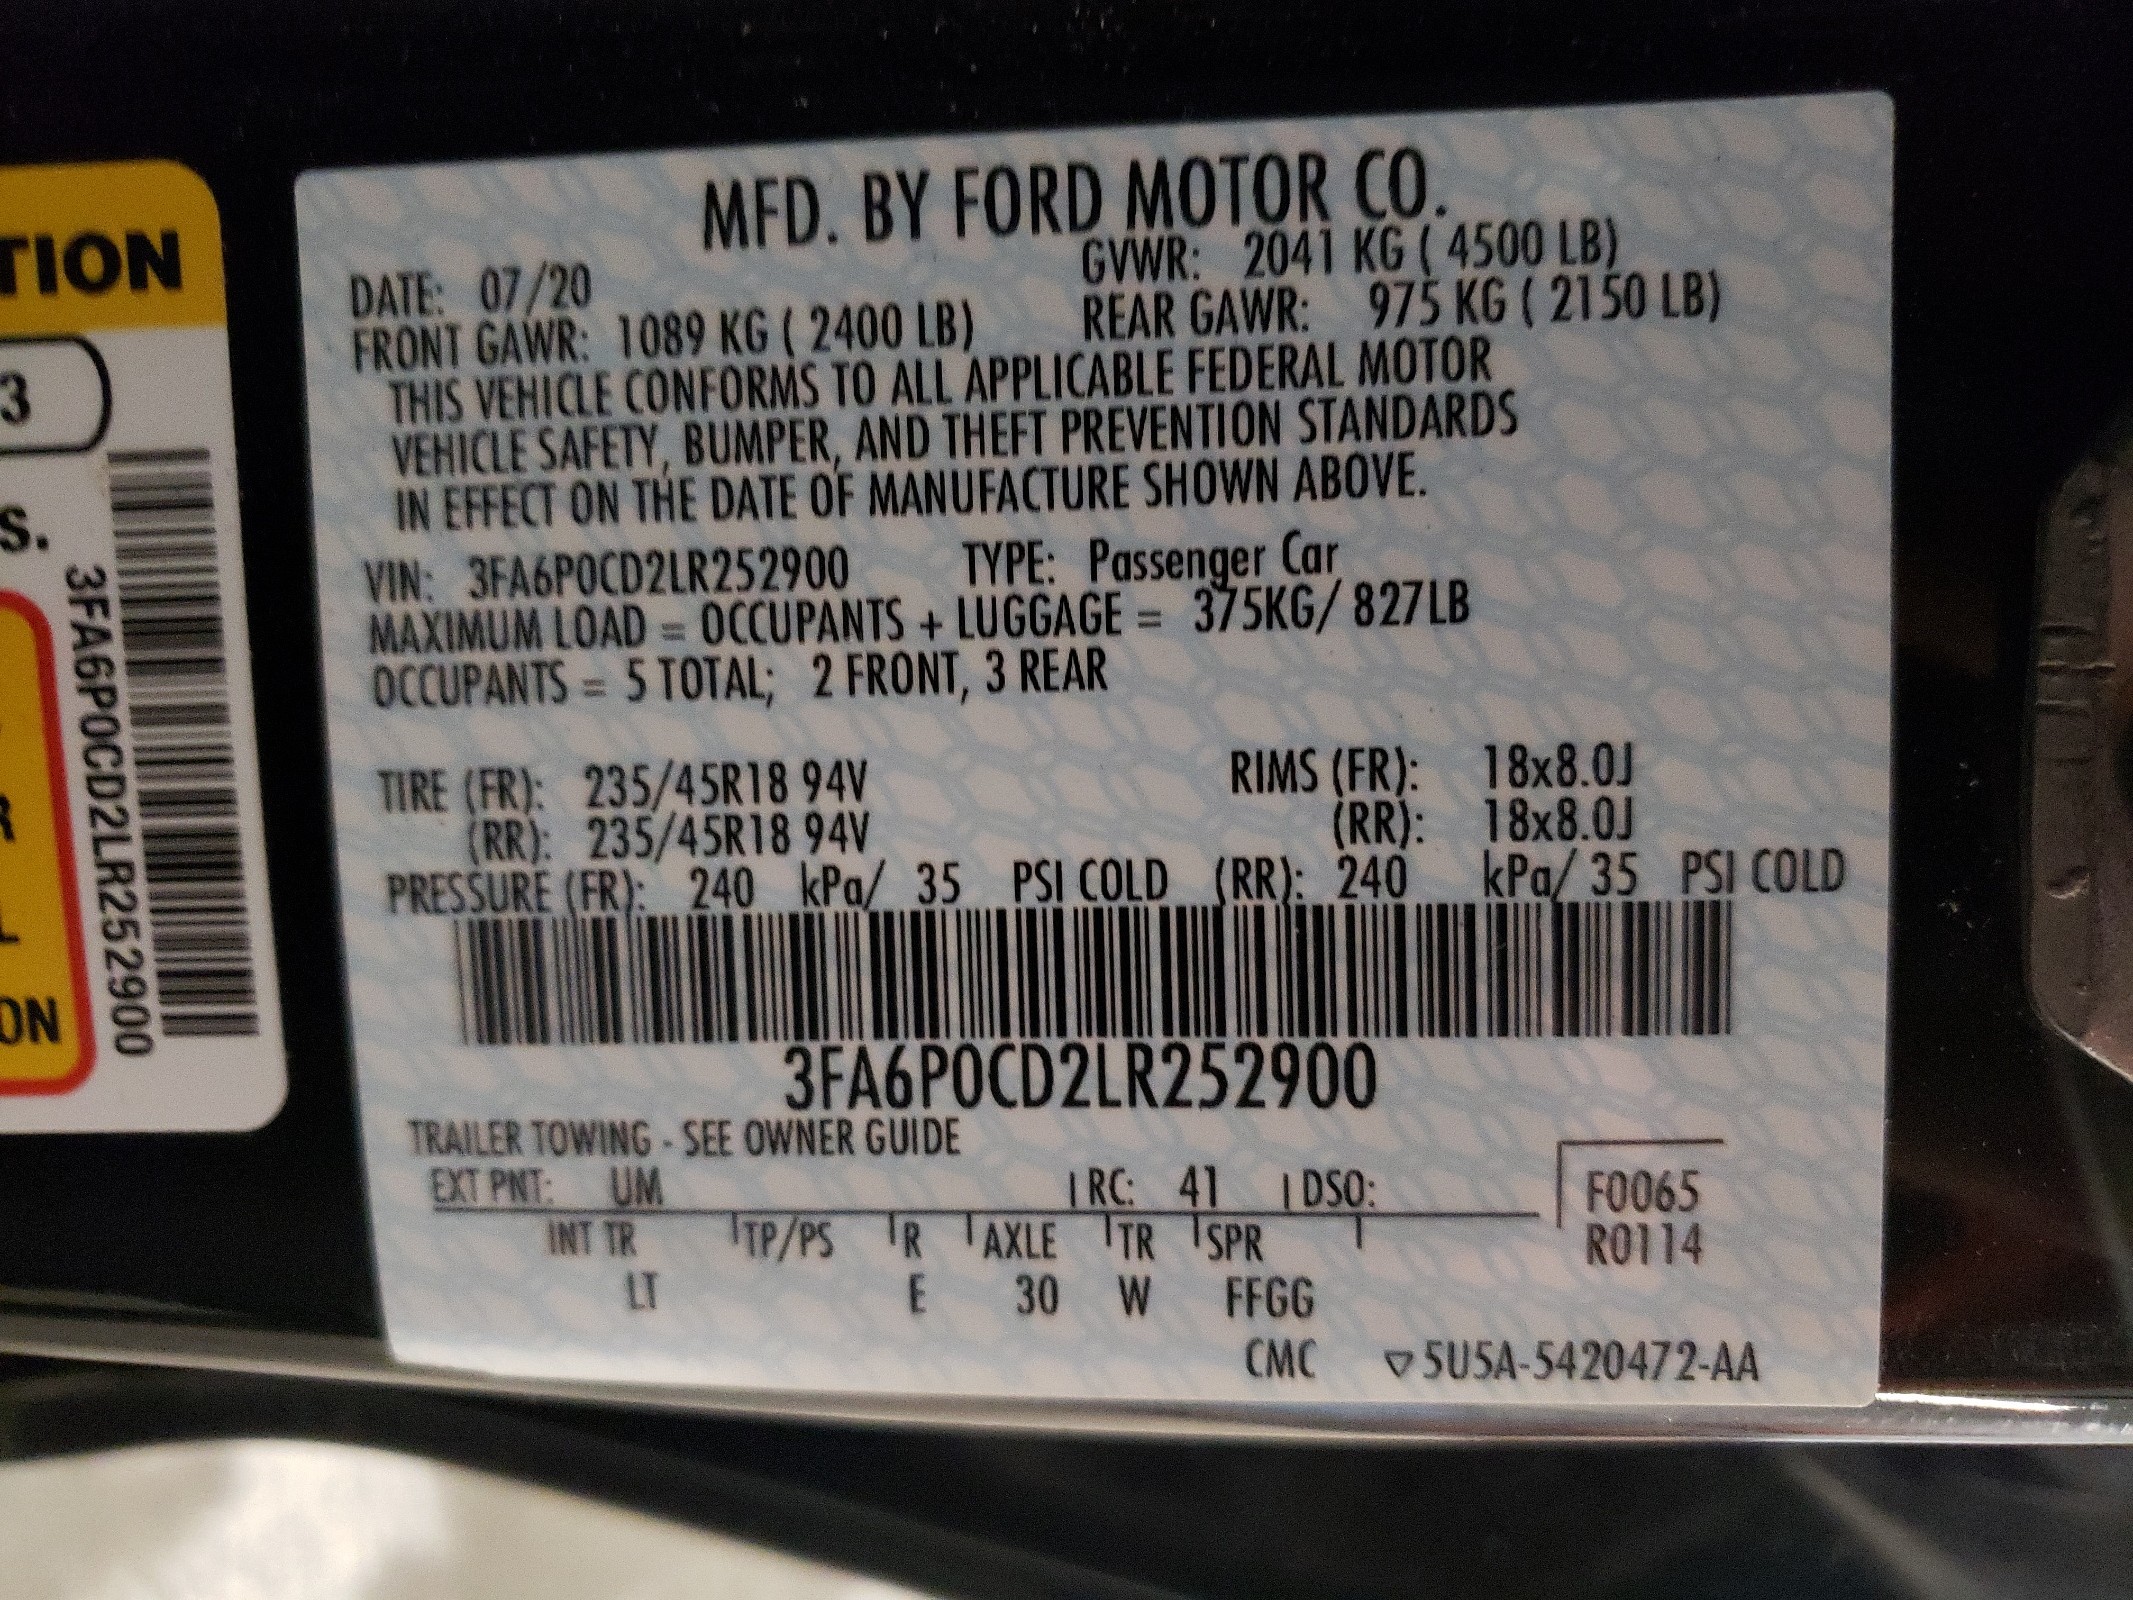 TION
3
S.
R
L
ON
3FA6P0CD2LR252900
MFD. BY FORD MOTOR CO.
DATE: 07/20 GVWR: 2041 KG ( 4500 LB)
FRONT GAWR: 1089 KG ( 2400 LB) REAR GAWR: 975 KG ( 2150 LB)
THIS VEHICLE CONFORMS TO ALL APPLICABLE FEDERAL MOTOR
VEHICLE SAFETY, BUMPER, AND THEFT PREVENTION STANDARDS
IN EFFECT ON THE DATE OF MANUFACTURE SHOWN ABOVE.
VIN: 3FA6P0CD2LR252900 TYPE: Passenger Car
MAXIMUM LOAD = OCCUPANTS + LUGGAGE = 375KG/ 827LB
OCCUPANTS = 5 TOTAL; 2 FRONT, 3 REAR
TIRE (FR): 235/45R18 94V RIMS (FR): 18x8.0J
(RR): 235/45R18 94V (RR): 18x8.0J
PRESSURE (FR): 240 kPa/ 35 PSI COLD (RR): 240 kPa/ 35 PSI COLD
3FA6P0CD2LR252900
TRAILER TOWING - SEE OWNER GUIDE
EXT PNT: UM RC: 41 DSO: F0065
INT TR TP/PS R AXLE TR SPR R0114
LT E 30 W FFGG
CMC ▽5U5A-5420472-AA